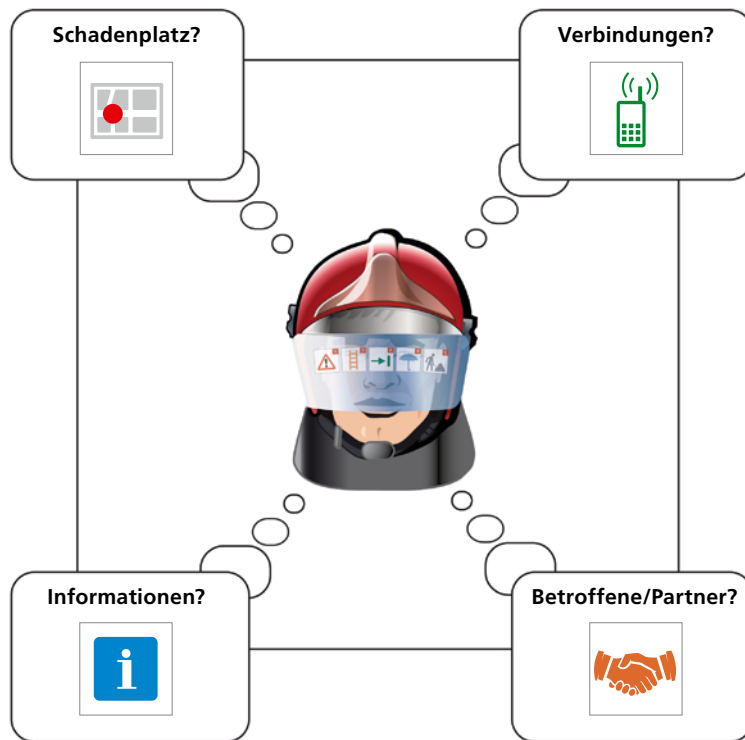 Schadenplatz?
Verbindungen?
Informationen?
i
Betroffene/Partner?